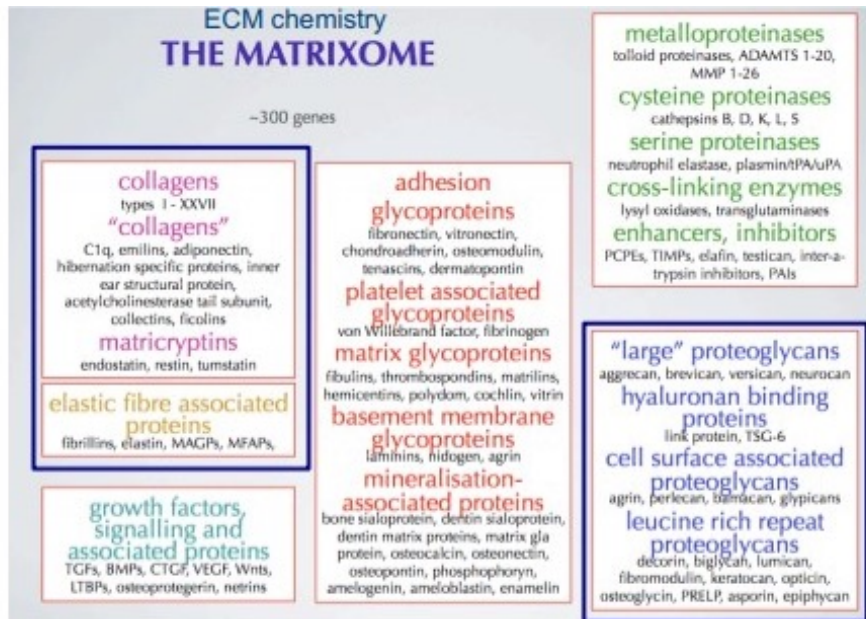 ECM chemistry
THE MATRIXOME
~300 genes
collagens
types I - XXVII
"collagens"
C1q, emilins, adiponectin,
hibernation specific proteins, inner
ear structural protein,
acetylcholinesterase tail subunit,
collectins, ficolins
matricryptins
endostatin, restin, tumstatin
elastic fibre associated
proteins
fibrillins, elastin, MAGPs, MFAPs,
growth factors,
signalling and
associated proteins
TGFs, BMPs, CTGF, VEGF, Wnts,
LTBPs, osteoprotegerin, netrins
adhesion
glycoproteins
fibronectin, vitronectin,
chondroadherin, osteomodulin,
tenascins, dermatopontin
platelet associated
glycoproteins
von Willebrand factor, fibrinogen
matrix glycoproteins
fibulins, thrombospondins, matrilins,
hemicentins, polydom, cochlin, vitrin
basement membrane
glycoproteins
laminins, nidogen, agrin
mineralisation-
associated proteins
bone sialoprotein, dentin sialoprotein,
dentin matrix proteins, matrix gla
protein, osteocalcin, osteonectin,
osteopontin, phosphophoryn,
amelogenin, ameloblastin, enamelin
metalloproteinases
tolloid proteinases, ADAMTS 1-20,
MMP 1-26
cysteine proteinases
cathepsins B, D, K, L, S
serine proteinases
neutrophil elastase, plasmin/tPA/uPA
cross-linking enzymes
lysyl oxidases, transglutaminases
enhancers, inhibitors
PCPEs, TIMPs, elafin, testican, inter-a-
trypsin inhibitors, PAIs
"large" proteoglycans
aggrecan, brevican, versican, neurocan
hyaluronan binding
proteins
link protein, TSG-6
cell surface associated
proteoglycans
agrin, perlecan, bamacan, glypicans
leucine rich repeat
proteoglycans
decorin, biglycan, lumican,
fibromodulin, keratocan, opticin,
osteoglycin, PRELP, asporin, epiphycan